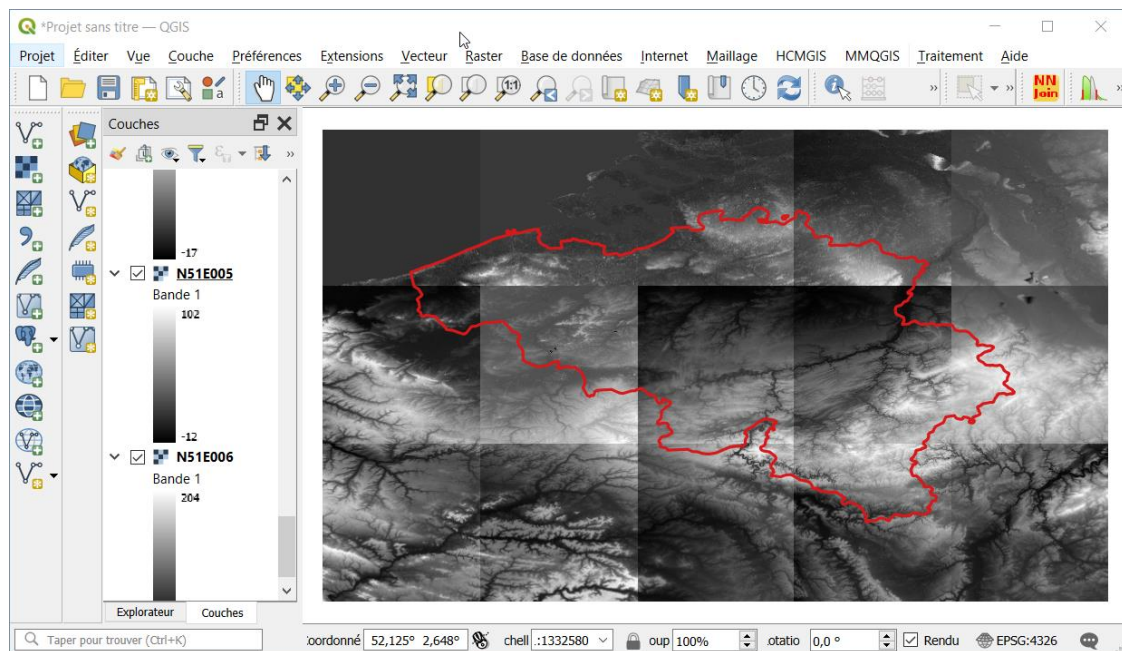 *Projet sans titre — QGIS
Projet Éditer Vue Couche Préférences Extensions Vecteur Raster Base de données Internet Maillage HCMGIS MMQGIS Traitement Aide
1:1
NN
Join
Couches
-17
N51E005
Bande 1
102
-12
N51E006
Bande 1
204
Explorateur Couches
Taper pour trouver (Ctrl+K)
oordonné 52,125° 2,648° chell .:1332580 oup 100% otatio 0,0 ° Rendu EPSG:4326